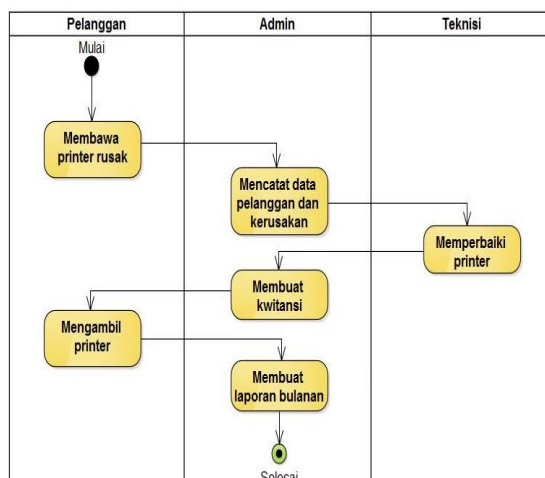 Pelanggan
Admin
Teknisi
Mulai
Membawa
printer rusak
Mencatat data
pelanggan dan
kerusakan
Memperbaiki
printer
Membuat
kwitansi
Mengambil
printer
Membuat
laporan bulanan
Selesai